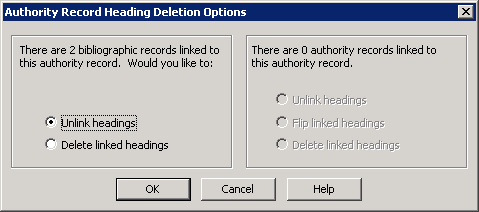 Authority Record Heading Deletion Options
There are 2 bibliographic records linked to
this authority record. Would you like to:
Unlink headings
Delete linked headings
There are 0 authority records linked to
this authority record.
Unlink headings
Flip linked headings
Delete linked headings
OK
Cancel
Help